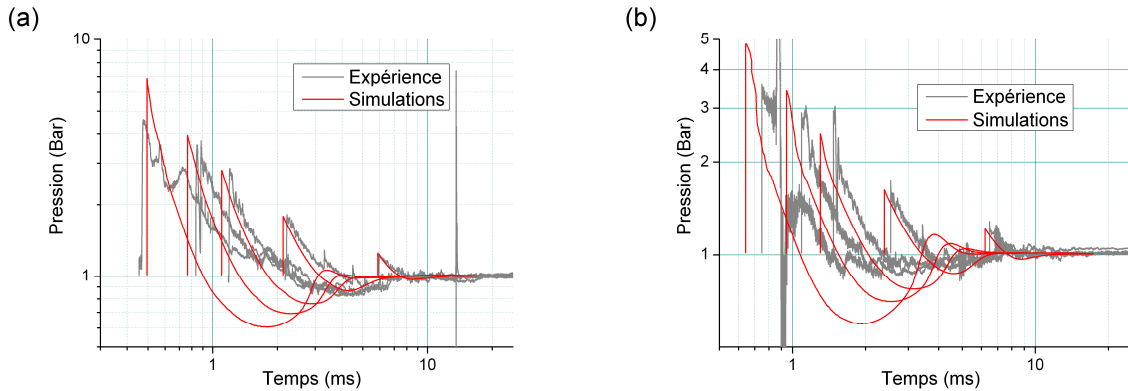 (a)
10
1
Pression (Bar)
Expérience
Simulations
1
10
Temps (ms)
(b)
5
4
3
2
1
Pression (Bar)
Expérience
Simulations
1
10
Temps (ms)